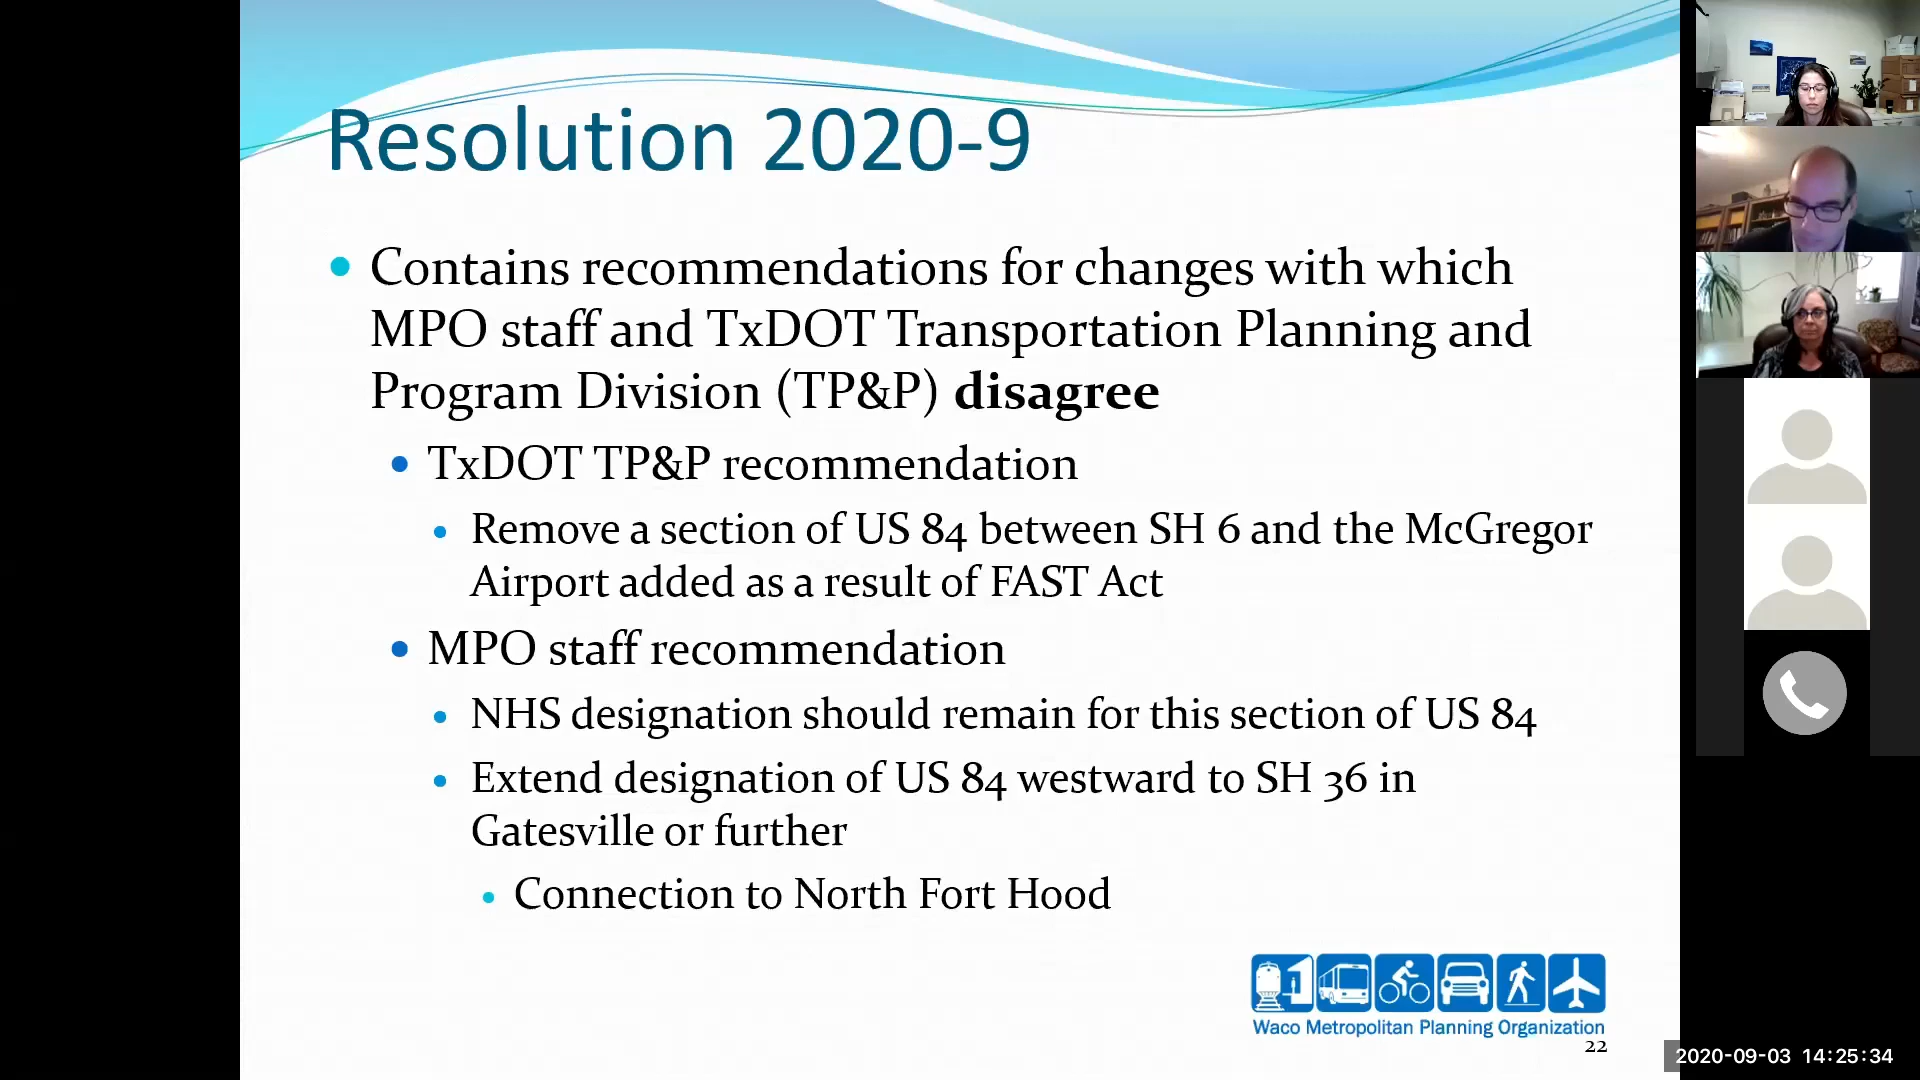 Resolution 2020-9
• Contains recommendations for changes with which
MPO staff and TxDOT Transportation Planning and
Program Division (TP&P) disagree
• TxDOT TP&P recommendation
• Remove a section of US 84 between SH 6 and the McGregor
Airport added as a result of FAST Act
• MPO staff recommendation
• NHS designation should remain for this section of US 84
• Extend designation of US 84 westward to SH 36 in
Gatesville or further
• Connection to North Fort Hood
Waco Metropolitan Planning Organization
22
2020-09-03 14:25:34